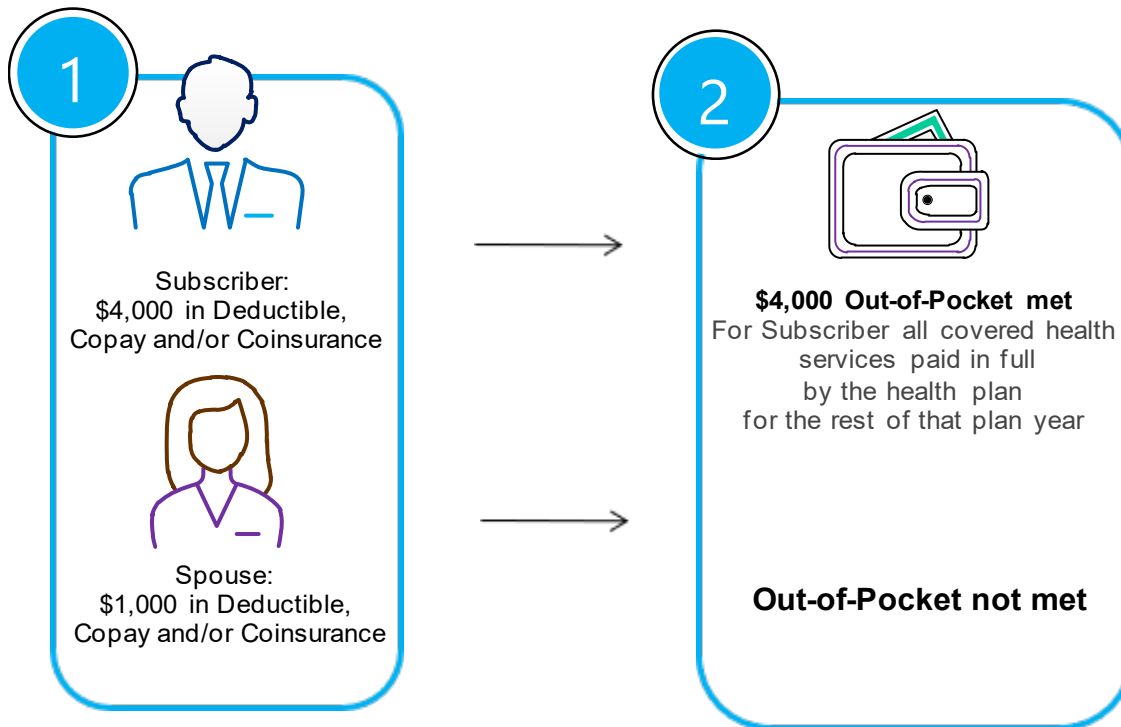 1
Subscriber:
$4,000 in Deductible,
Copay and/or Coinsurance
Spouse:
$1,000 in Deductible,
Copay and/or Coinsurance
2
$4,000 Out-of-Pocket met
For Subscriber all covered health
services paid in full
by the health plan
for the rest of that plan year
Out-of-Pocket not met